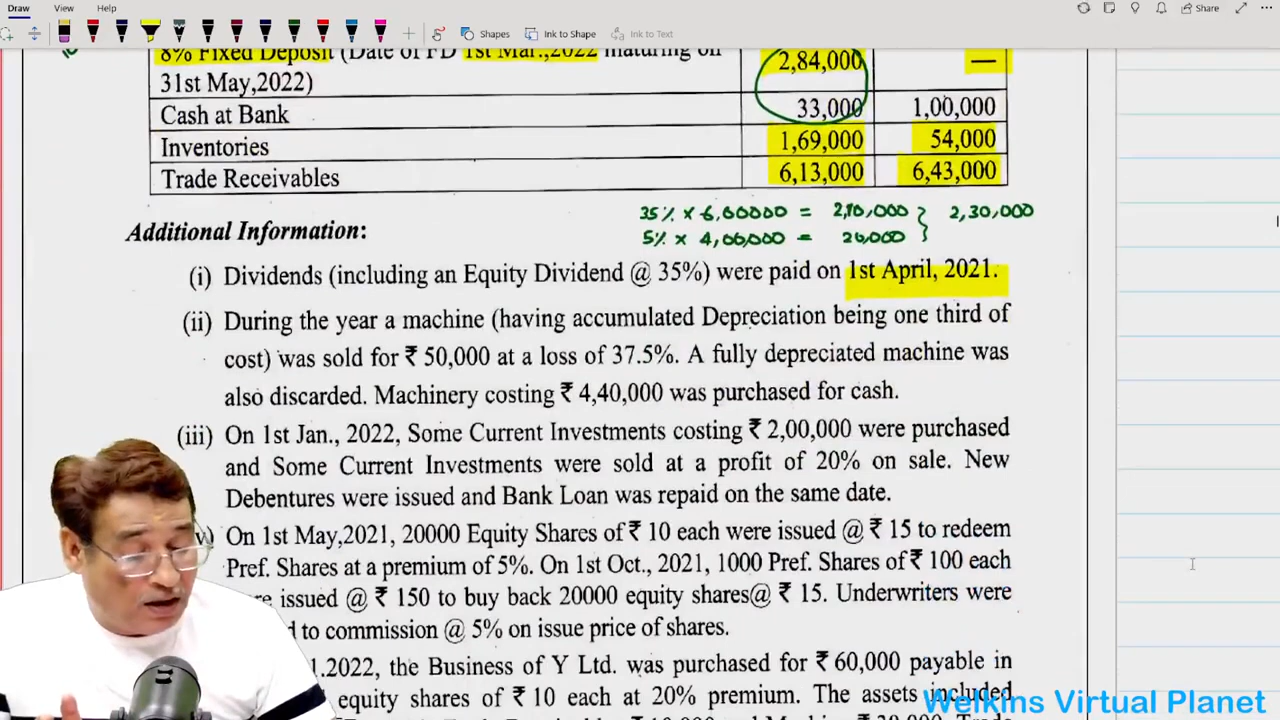 Draw View Help
Share
Shapes Ink to Shape Ink to Text
8% Fixed Deposit (Date of FD 1st Mar.,2022 maturing on 2,84,000 —
31st May,2022)
Cash at Bank 33,000 1,00,000
Inventories 1,69,000 54,000
Trade Receivables 6,13,000 6,43,000
35% × 6,00000 = 2,10,000 } 2,30,000
5% × 4,00,000 = 20,000
Additional Information:
(i) Dividends (including an Equity Dividend @ 35%) were paid on 1st April, 2021.
(ii) During the year a machine (having accumulated Depreciation being one third of
cost) was sold for ₹ 50,000 at a loss of 37.5%. A fully depreciated machine was
also discarded. Machinery costing ₹ 4,40,000 was purchased for cash.
(iii) On 1st Jan., 2022, Some Current Investments costing ₹ 2,00,000 were purchased
and Some Current Investments were sold at a profit of 20% on sale. New
Debentures were issued and Bank Loan was repaid on the same date.
v) On 1st May,2021, 20000 Equity Shares of ₹ 10 each were issued @ ₹ 15 to redeem
Pref. Shares at a premium of 5%. On 1st Oct., 2021, 1000 Pref. Shares of ₹ 100 each
issued @ ₹ 150 to buy back 20000 equity shares@ ₹ 15. Underwriters were
to commission @ 5% on issue price of shares.
2022, the Business of Y Ltd. was purchased for ₹ 60,000 payable in
equity shares of ₹ 10 each at 20% premium. The assets included
Welkins Virtual Planet